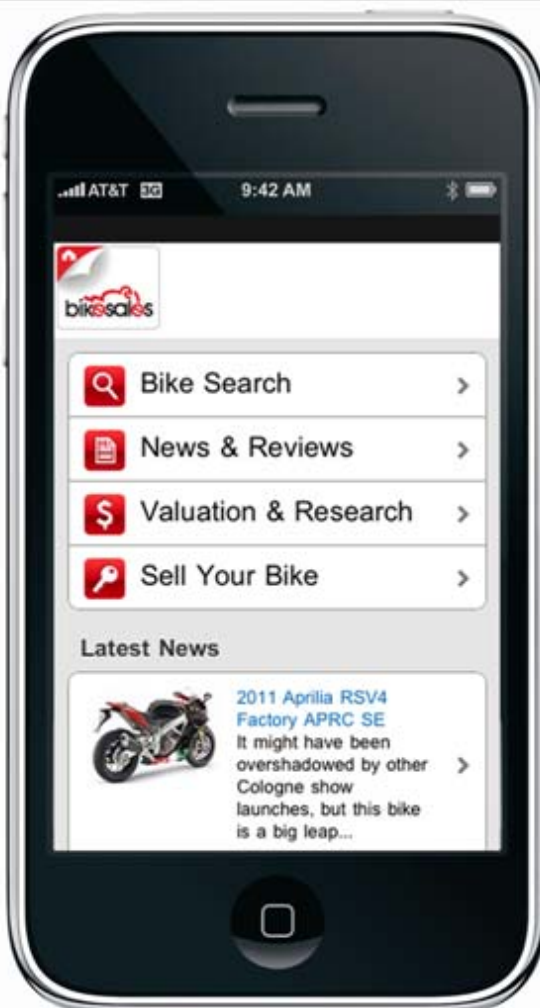 AT&T 3G 9:42 AM
bikesales
Bike Search
News & Reviews
Valuation & Research
Sell Your Bike
Latest News
2011 Aprilia RSV4
Factory APRC SE
It might have been
overshadowed by other
Cologne show
launches, but this bike
is a big leap...